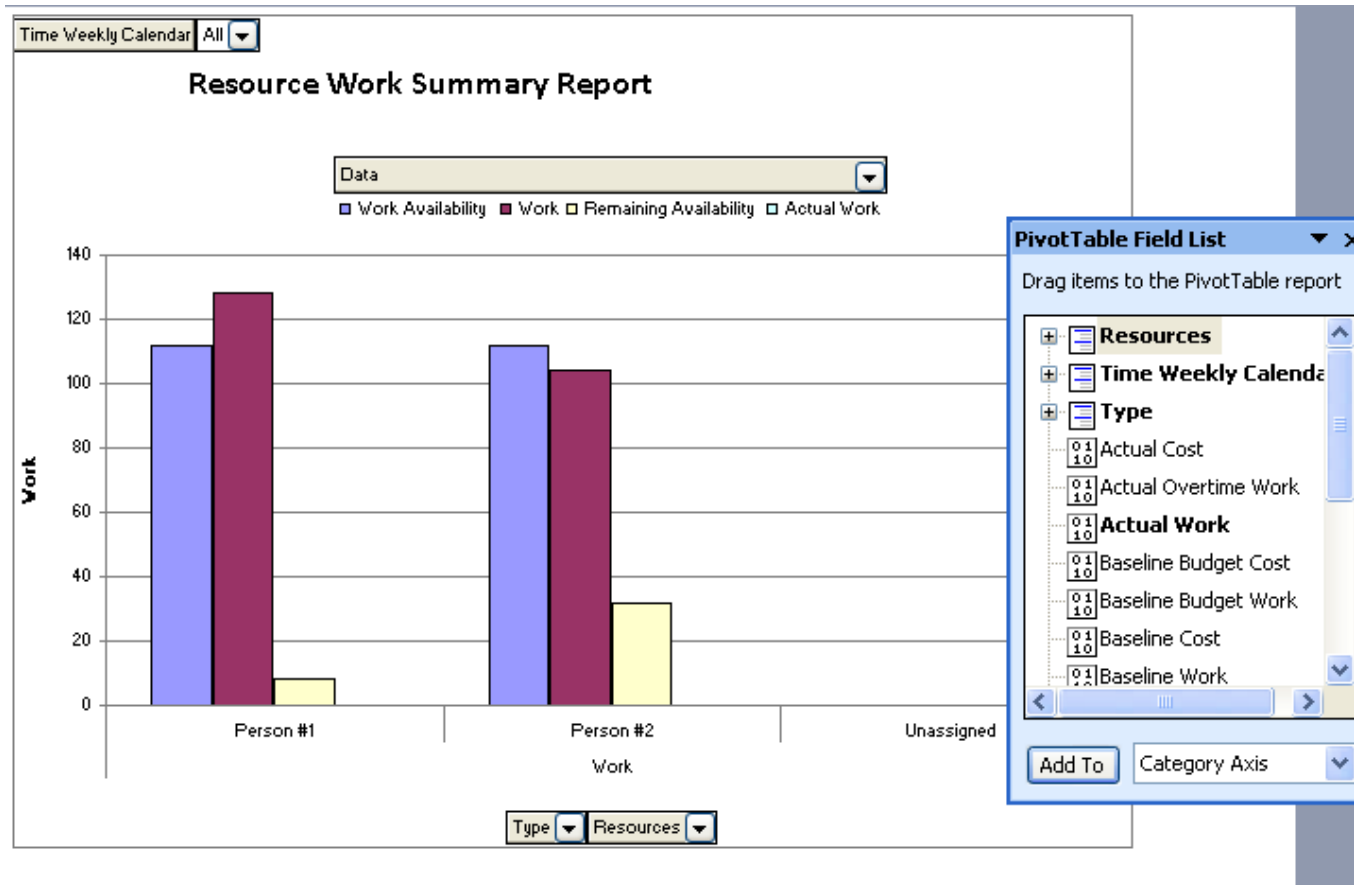 Time Weekly Calendar All
Resource Work Summary Report
Data
Work Availability Work Remaining Availability Actual Work
140
120
100
80
60
40
20
0
Work
Person #1 Person #2 Unassigned
Work
Type Resources
PivotTable Field List
Drag items to the PivotTable report
Resources
Time Weekly Calenda
Type
Actual Cost
Actual Overtime Work
Actual Work
Baseline Budget Cost
Baseline Budget Work
Baseline Cost
Baseline Work
Add To Category Axis